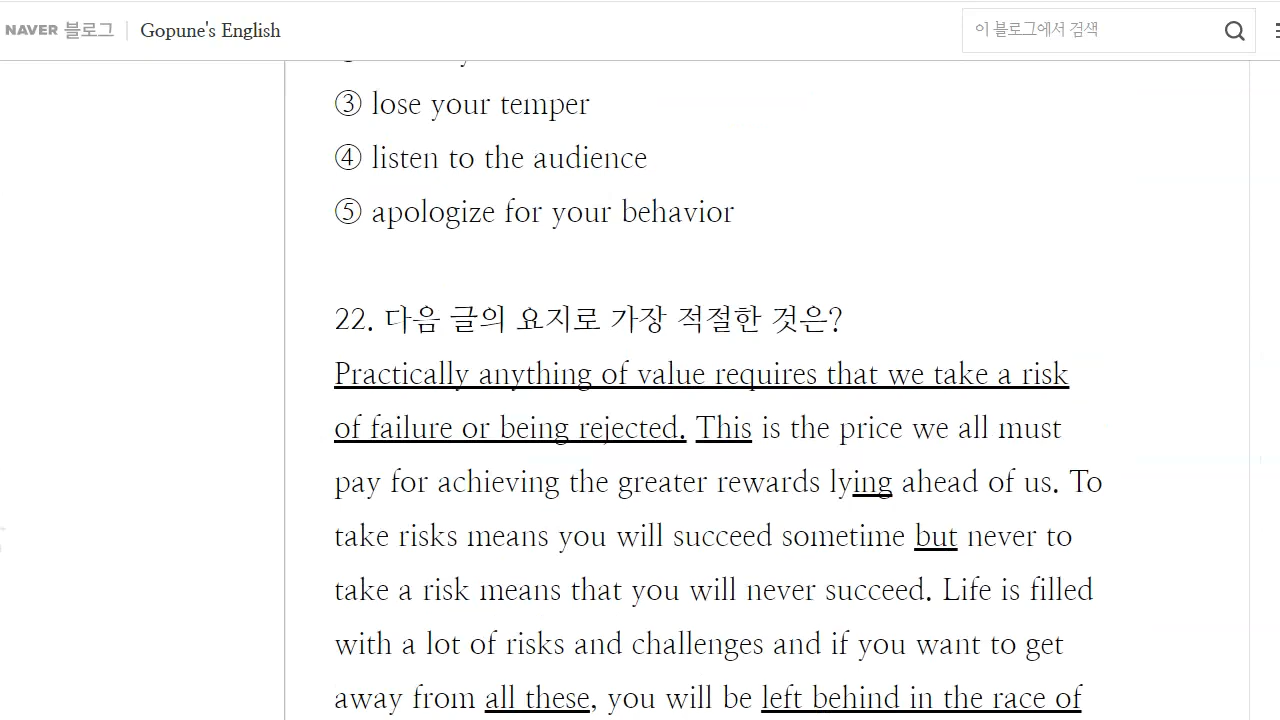 NAVER 블로그 Gopune's English 이 블로그에서 검색
③ lose your temper
④ listen to the audience
⑤ apologize for your behavior
22. 다음 글의 요지로 가장 적절한 것은?
Practically anything of value requires that we take a risk
of failure or being rejected. This is the price we all must
pay for achieving the greater rewards lying ahead of us. To
take risks means you will succeed sometime but never to
take a risk means that you will never succeed. Life is filled
with a lot of risks and challenges and if you want to get
away from all these, you will be left behind in the race of